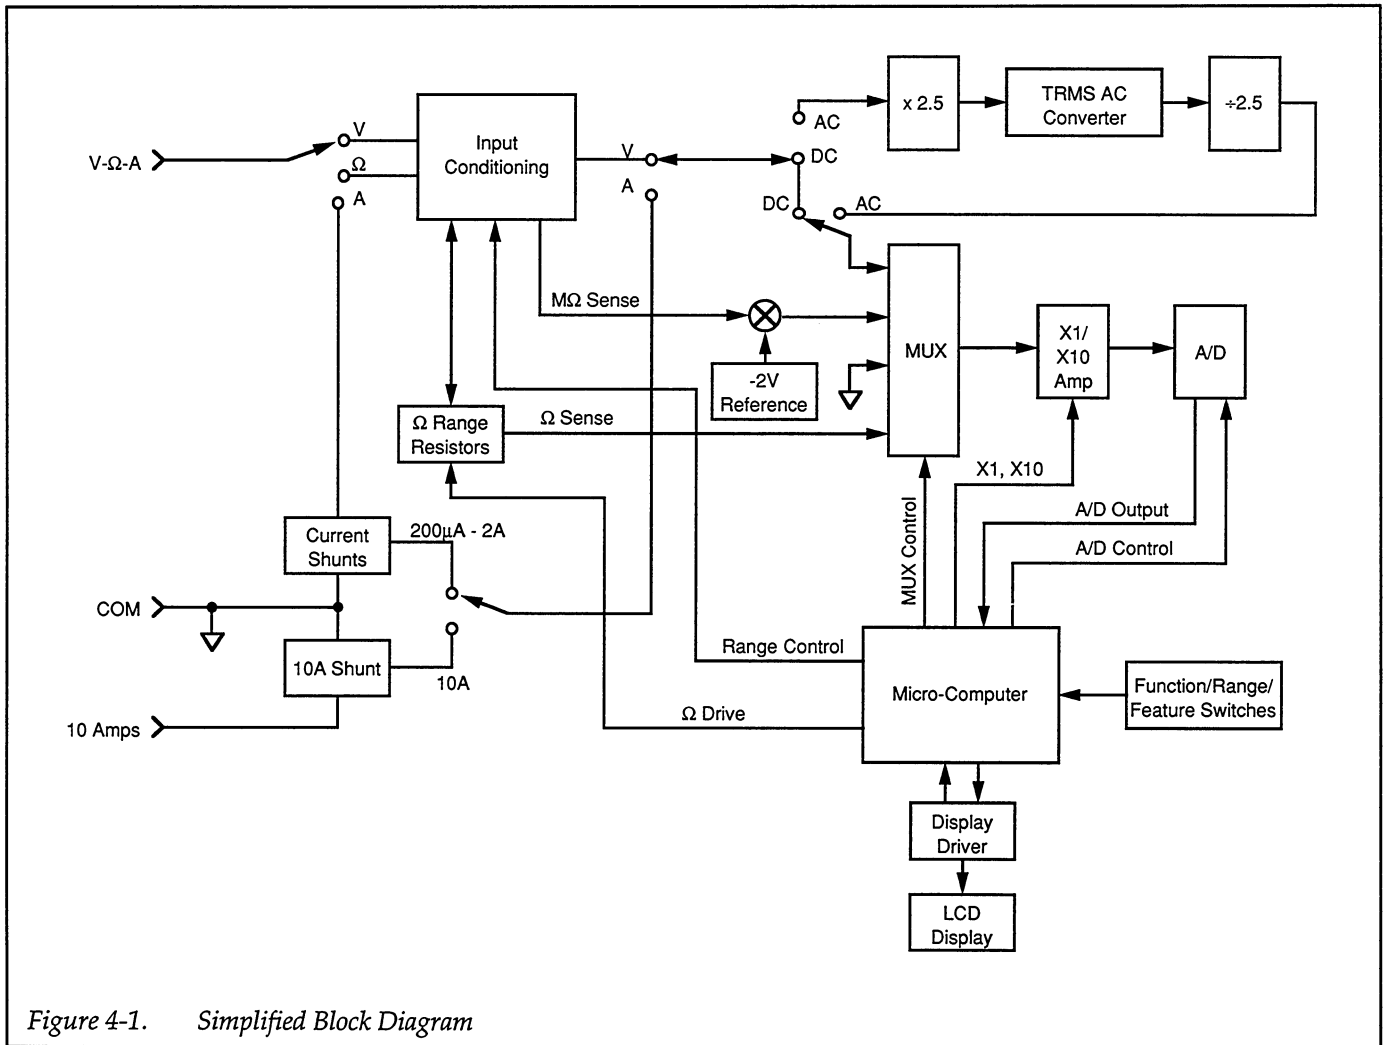 x 2.5
TRMS AC
Converter
÷2.5
AC
V
Input
Conditioning
V
DC
V-Ω-A
Ω
A
A
DC
AC
MΩ Sense
MUX
X1/
X10
Amp
A/D
-2V
Reference
Ω Range
Resistors
Ω Sense
X1, X10
MUX Control
A/D Output
A/D Control
Current
Shunts
200µA - 2A
COM
10A Shunt
10A
10 Amps
Range Control
Ω Drive
Micro-Computer
Function/Range/
Feature Switches
Display
Driver
LCD
Display
Figure 4-1. Simplified Block Diagram